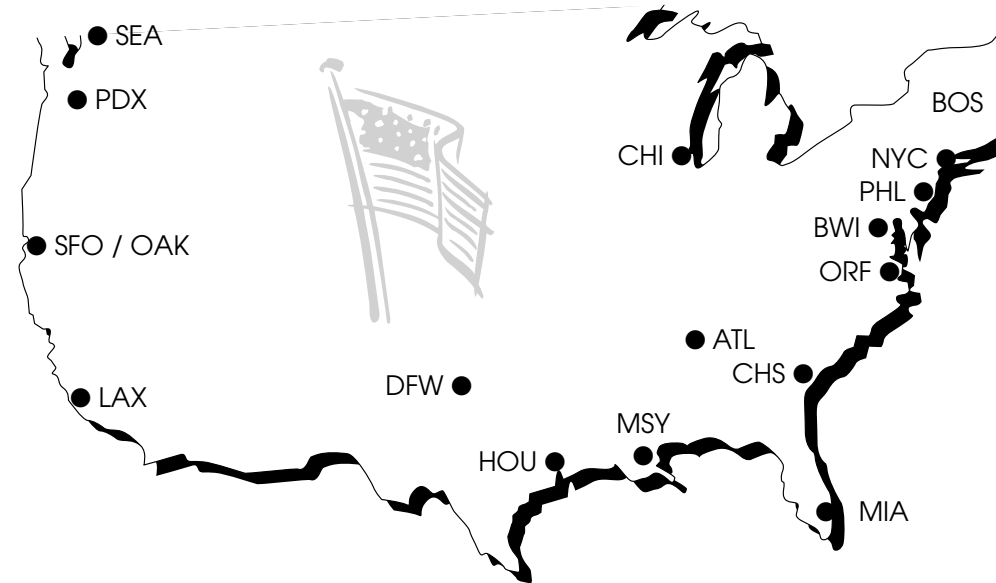 SEA
PDX
BOS
CHI
NYC
PHL
BWI
SFO / OAK
ORF
ATL
CHS
DFW
LAX
MSY
HOU
MIA